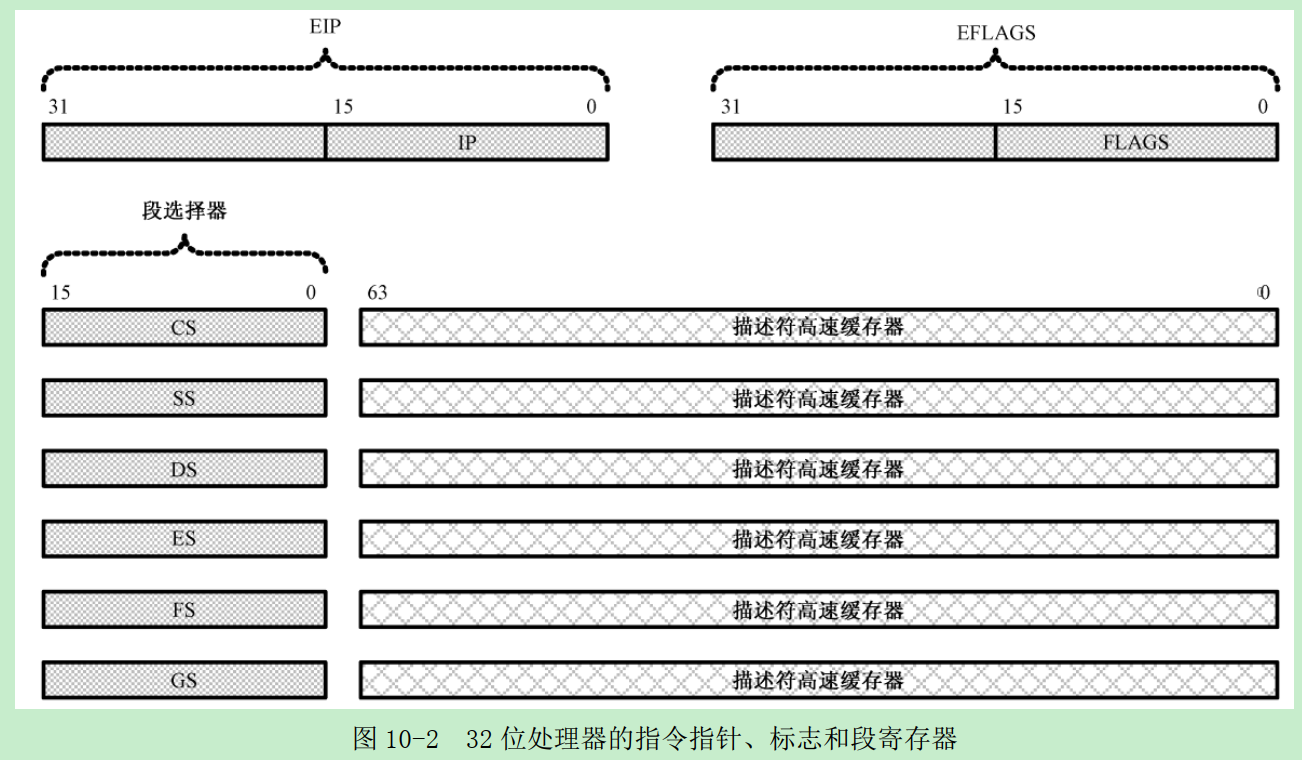 EIP EFLAGS
31 15 0 31 15 0
IP FLAGS
段选择器
15 0 63 0
CS 描述符高速缓存器
SS 描述符高速缓存器
DS 描述符高速缓存器
ES 描述符高速缓存器
FS 描述符高速缓存器
GS 描述符高速缓存器
图 10-2 32 位处理器的指令指针、标志和段寄存器